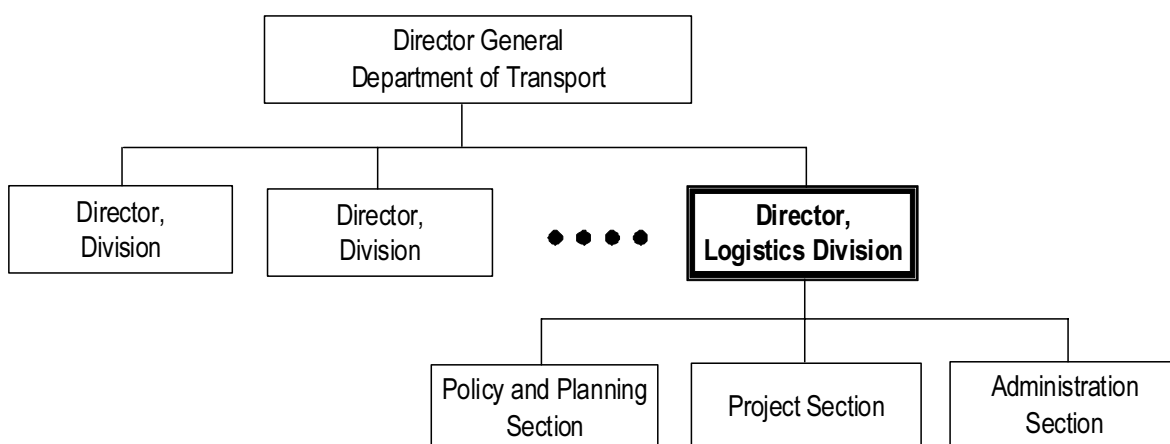 Director General
Department of Transport
Director,
Division
Director,
Division
Director,
Logistics Division
Policy and Planning
Section
Project Section
Administration
Section